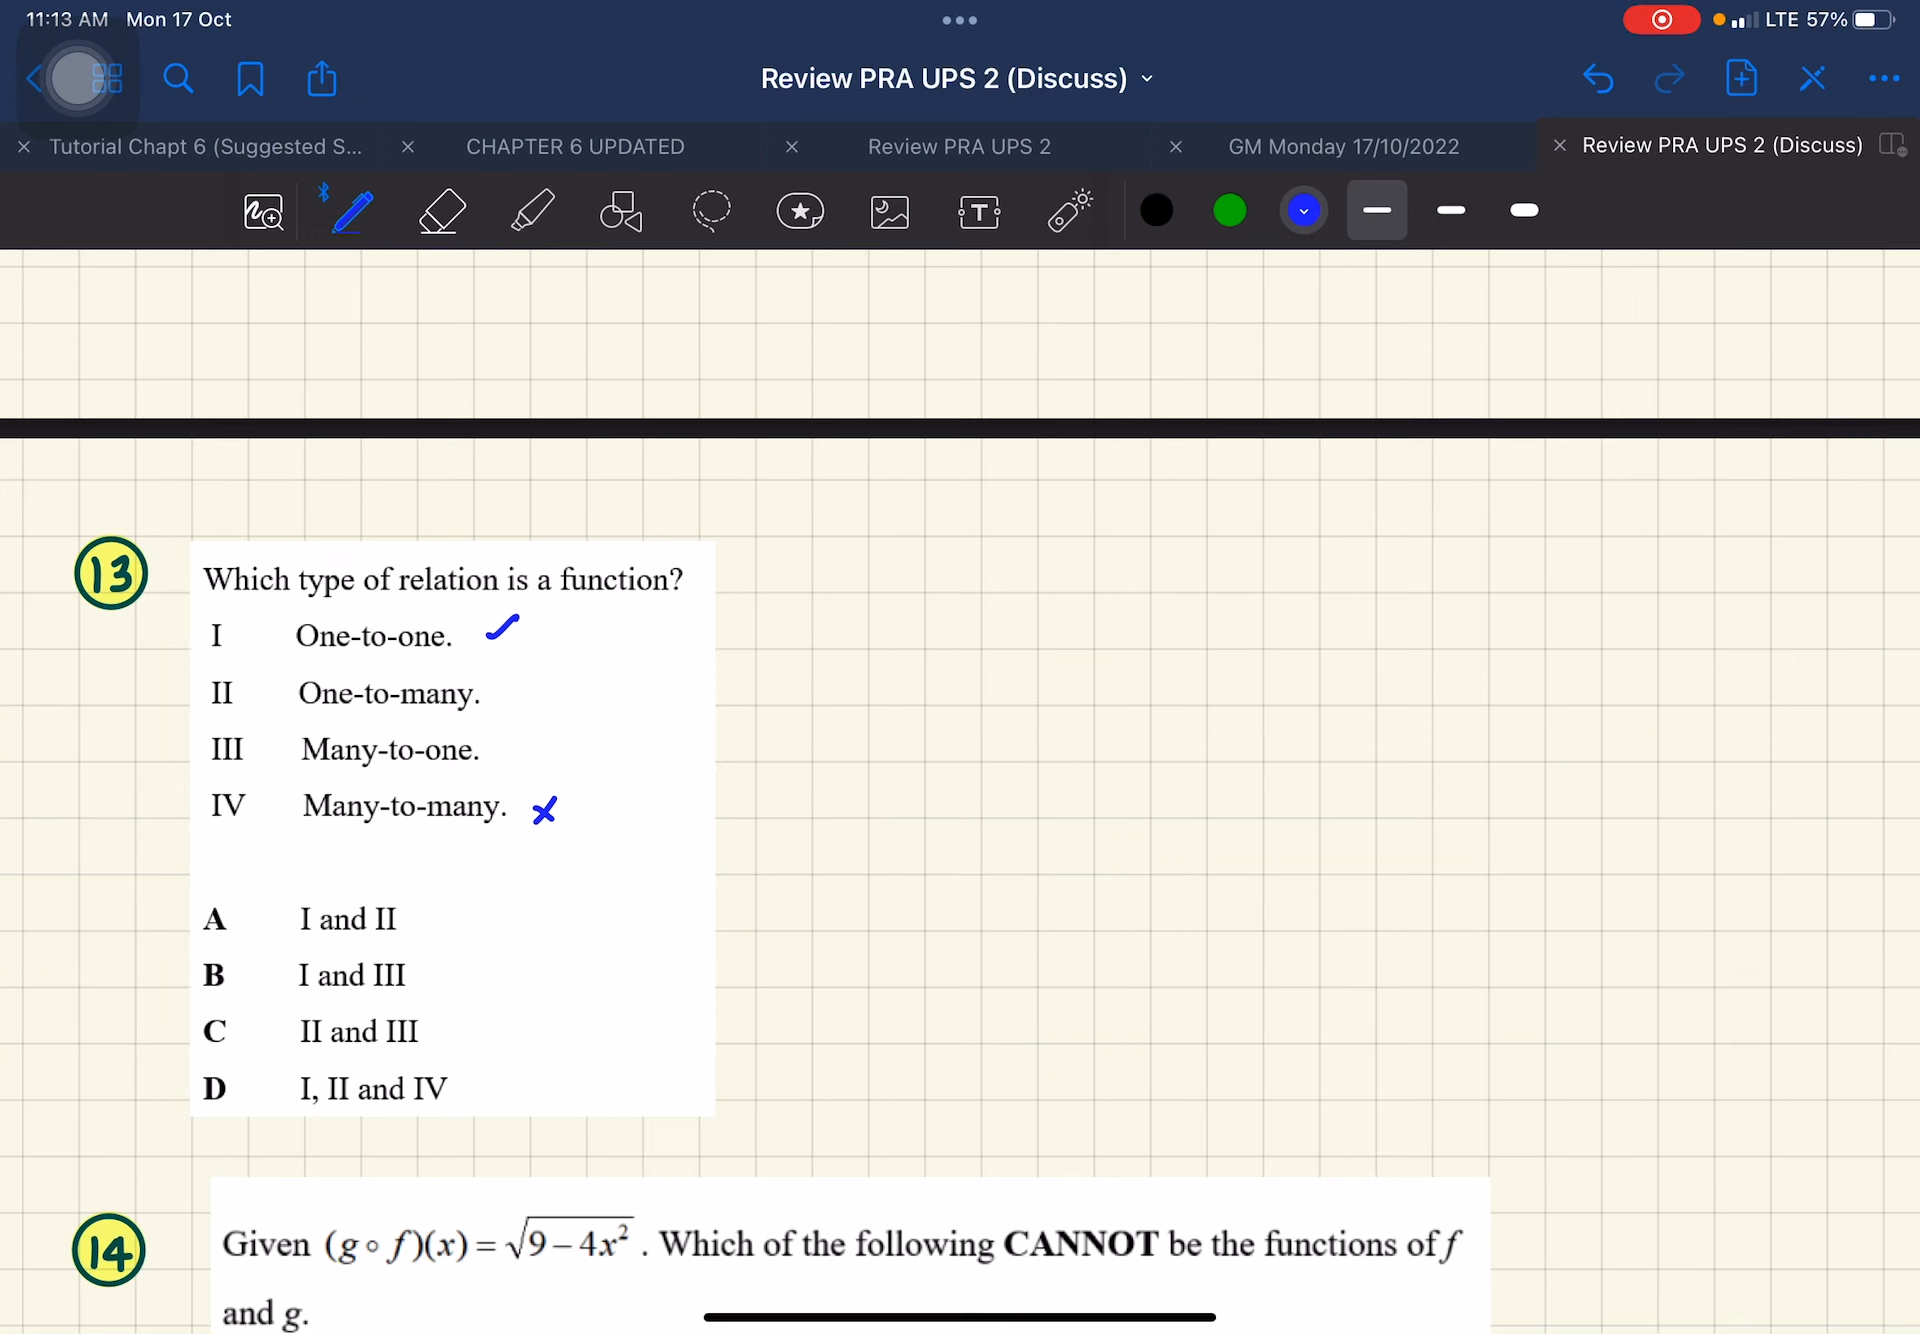 11:13 AM Mon 17 Oct
LTE 57%
Review PRA UPS 2 (Discuss)
Tutorial Chapt 6 (Suggested S...
CHAPTER 6 UPDATED
Review PRA UPS 2
GM Monday 17/10/2022
Review PRA UPS 2 (Discuss)
13
Which type of relation is a function?
I One-to-one.
II One-to-many.
III Many-to-one.
IV Many-to-many.
A I and II
B I and III
C II and III
D I, II and IV
14
Given (g∘f)(x) = √(9 – 4x²) . Which of the following CANNOT be the functions of f
and g.